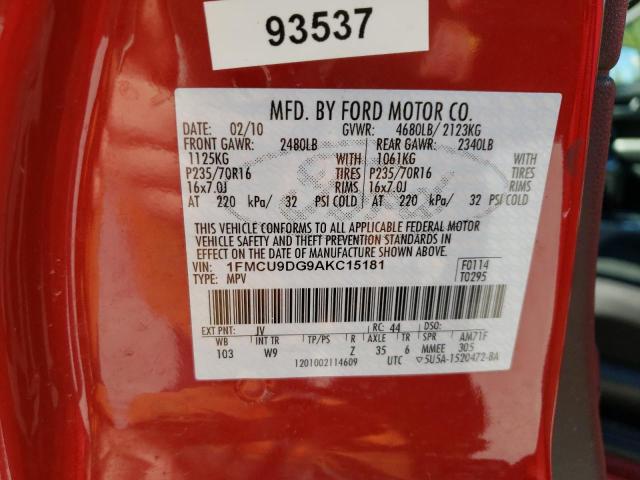 93537
MFD. BY FORD MOTOR CO.
DATE: 02/10 GVWR: 4680LB/ 2123KG
FRONT GAWR: 2480LB REAR GAWR: 2340LB
1125KG WITH 1061KG WITH
P235/70R16 TIRES P235/70R16 TIRES
16x7.0J RIMS 16x7.0J RIMS
AT 220 kPa/ 32 PSI COLD AT 220 kPa/ 32 PSI COLD
THIS VEHICLE CONFORMS TO ALL APPLICABLE FEDERAL MOTOR
VEHICLE SAFETY AND THEFT PREVENTION STANDARDS IN
EFFECT ON THE DATE OF MANUFACTURE SHOWN ABOVE.
VIN: 1FMCU9DG9AKC15181 F0114
TYPE: MPV T0295
EXT PNT: JV RC: 44 DSO:
WB INT TR TP/PS R AXLE TR SPR AM71F
103 W9 Z 35 6 MMEE 305
1201002114609 UTC ▽5U5A-1520472-BA